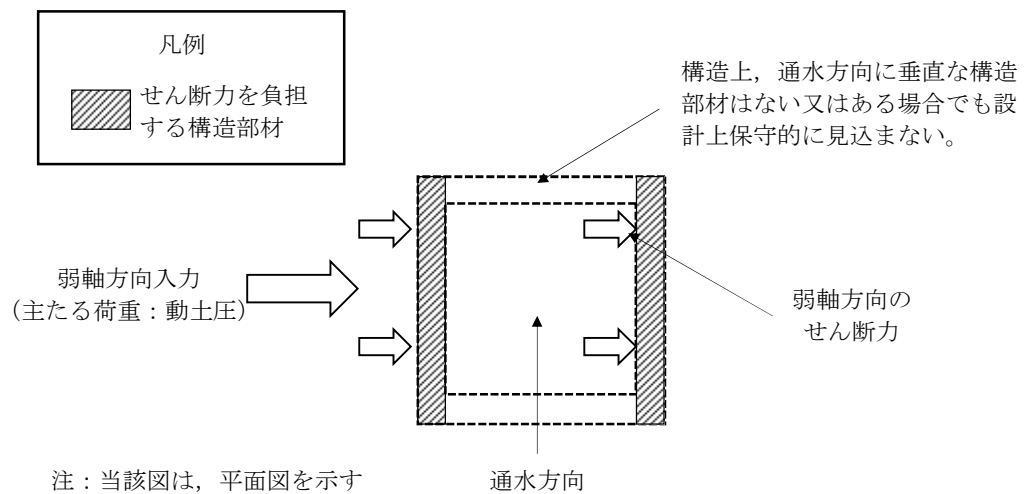 凡例
せん断力を負担
する構造部材
構造上，通水方向に垂直な構造
部材はない又はある場合でも設
計上保守的に見込まない。
弱軸方向入力
（主たる荷重：動土圧）
弱軸方向の
せん断力
注：当該図は，平面図を示す
通水方向